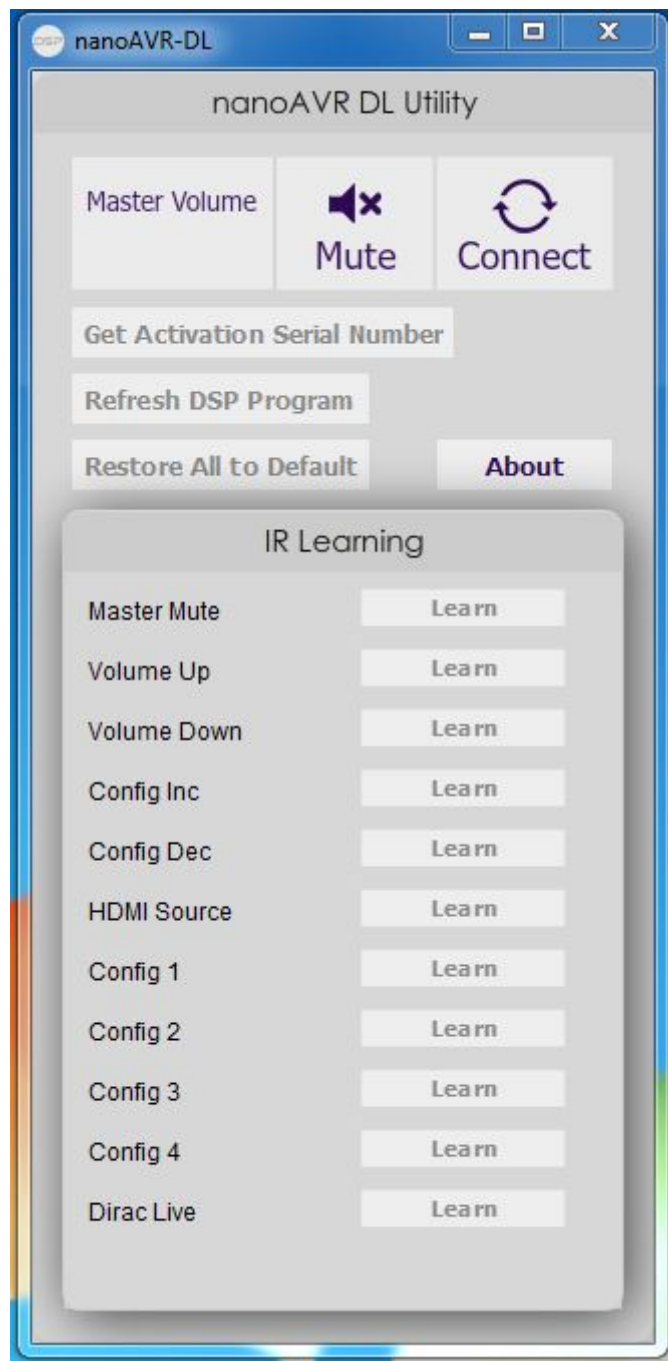 nanoAVR-DL
nanoAVR DL Utility
Master Volume
Mute
Connect
Get Activation Serial Number
Refresh DSP Program
Restore All to Default
About
IR Learning
Master Mute Learn
Volume Up Learn
Volume Down Learn
Config Inc Learn
Config Dec Learn
HDMI Source Learn
Config 1 Learn
Config 2 Learn
Config 3 Learn
Config 4 Learn
Dirac Live Learn